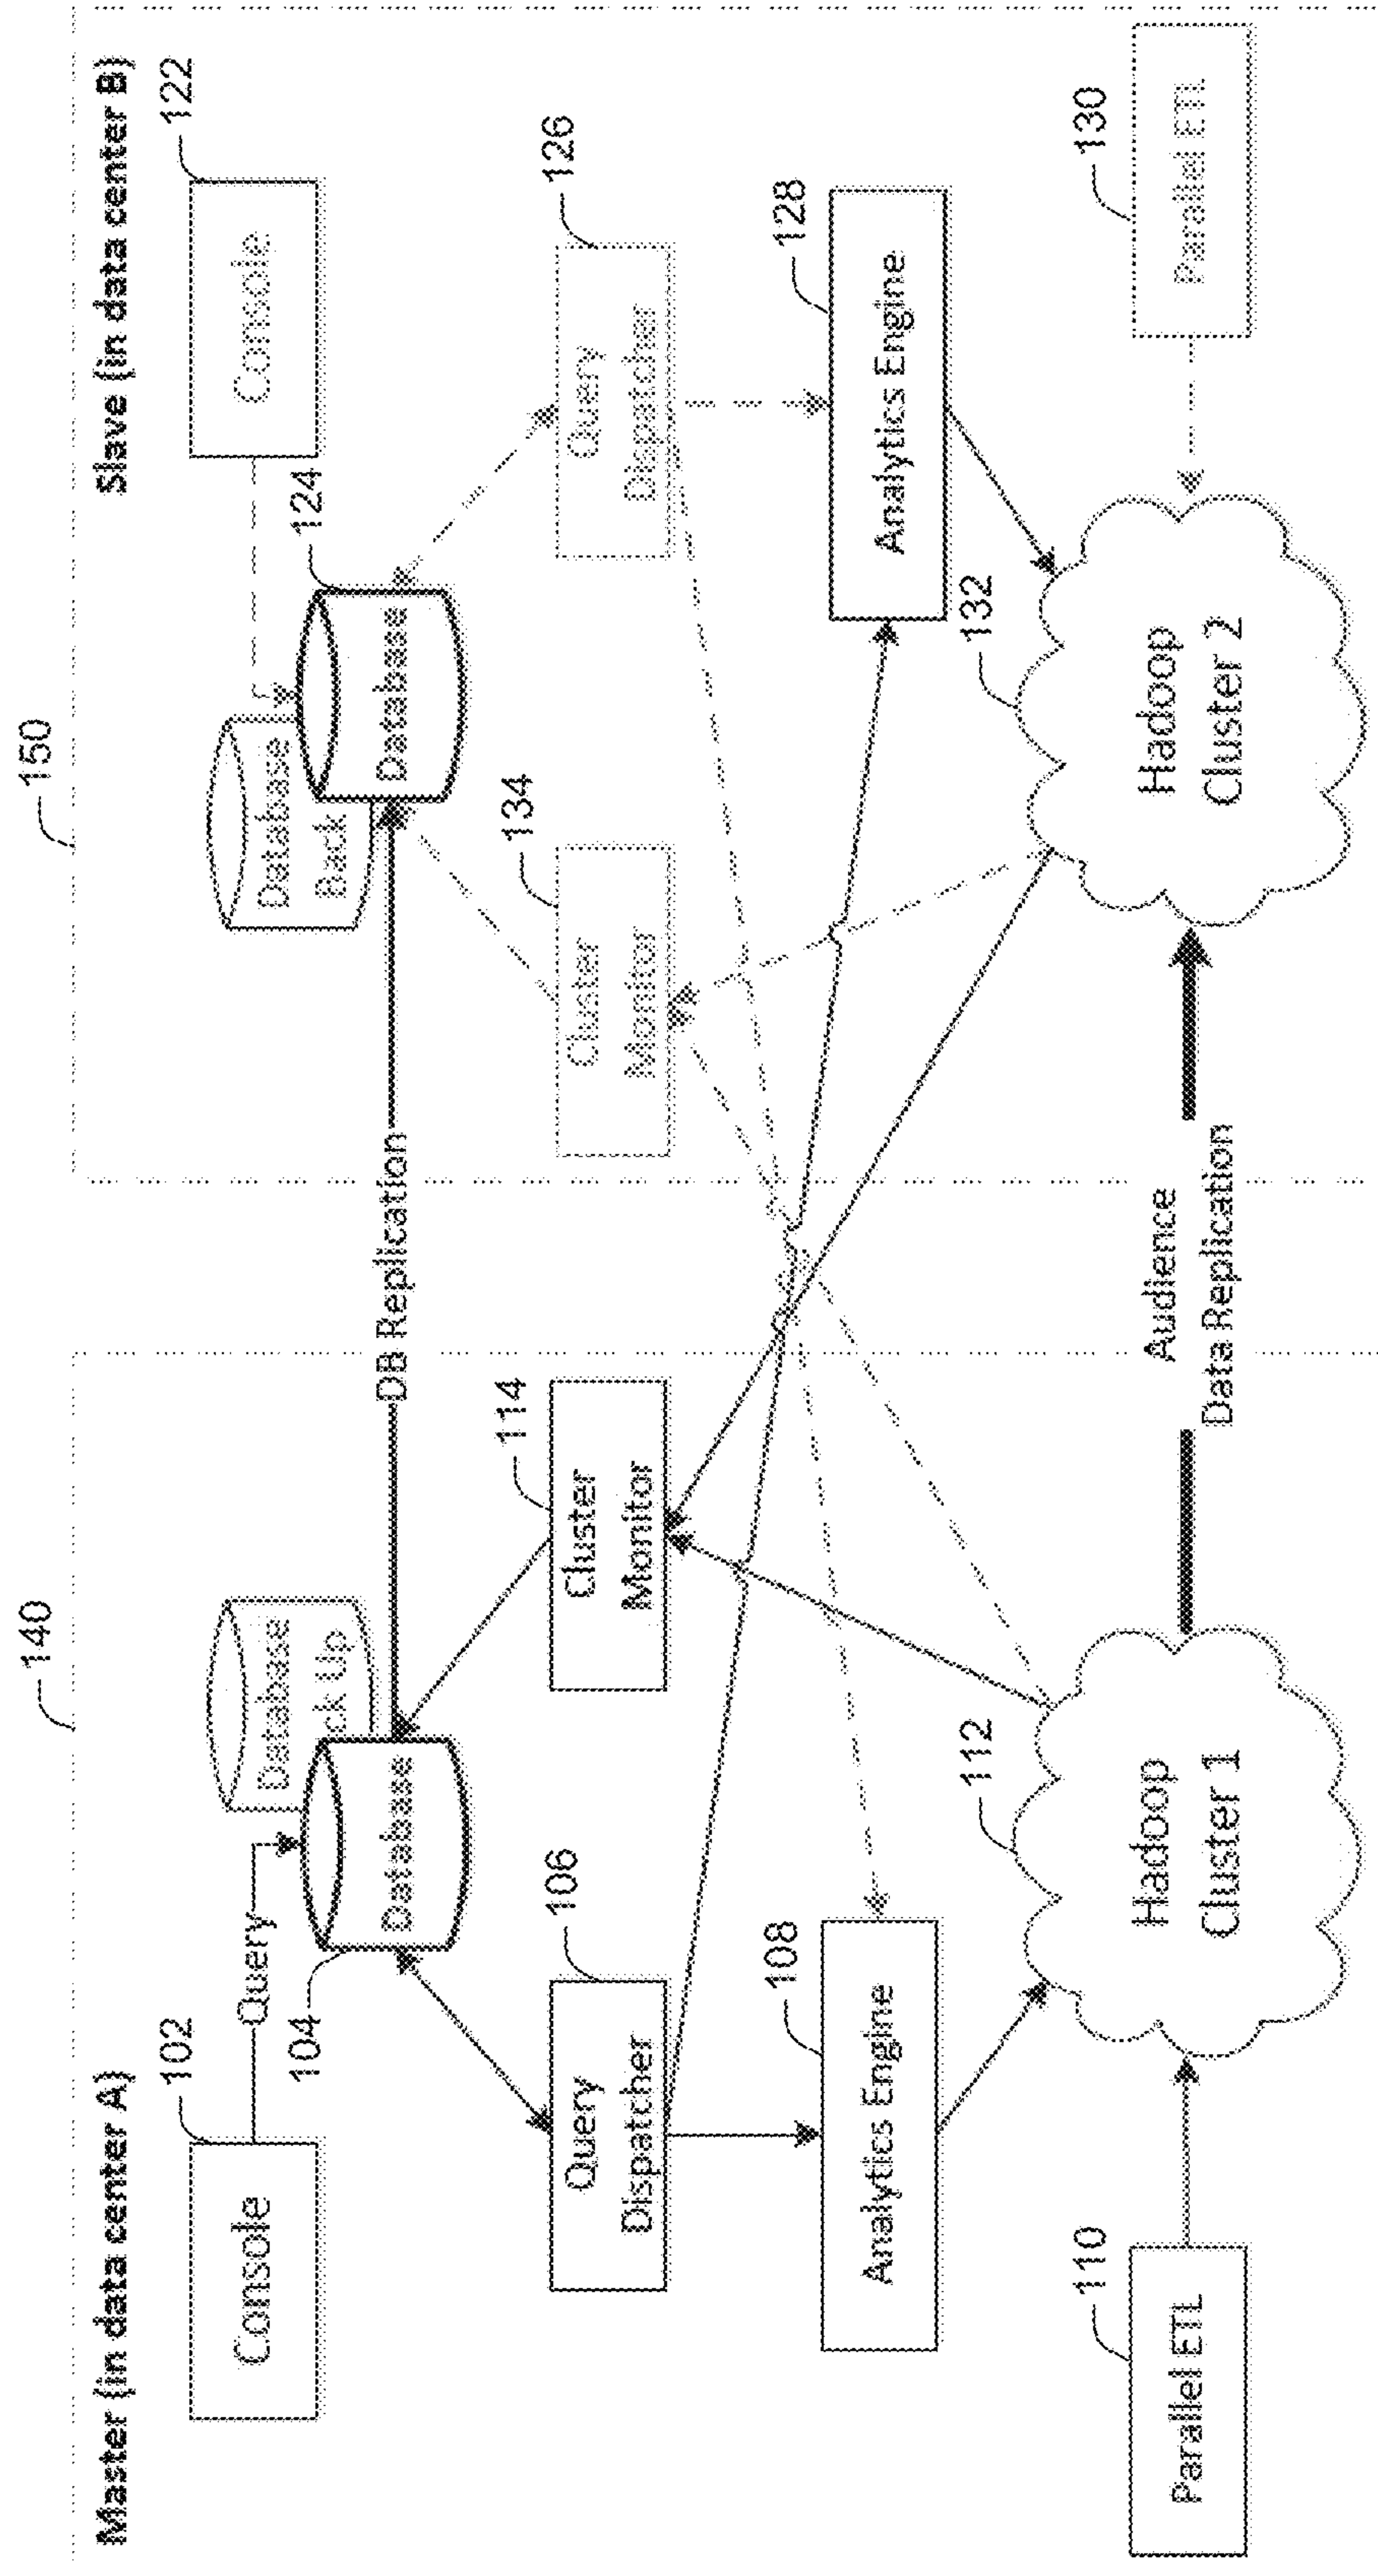 140
150
Master (in data center A)
Slave (in data center B)
102
Console
Query
104
Database
Database
ck Up
DB Replication
Database
Back
Database
124
Console
122
106
Query
Dispatcher
114
Cluster
Monitor
134
Cluster
Monitor
126
Query
Dispatcher
108
Analytics Engine
128
Analytics Engine
110
Parallel ETL
112
Hadoop
Cluster 1
Audience
Data Replication
132
Hadoop
Cluster 2
130
Parallel ETL